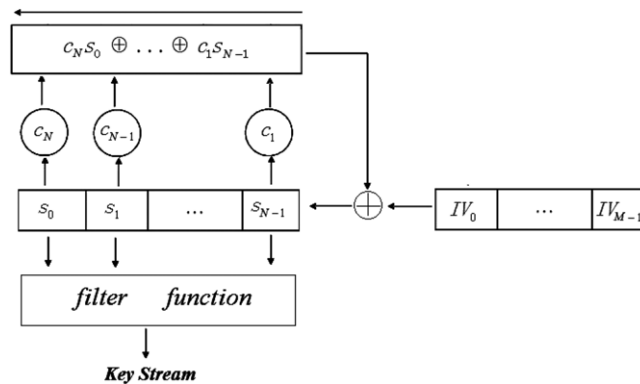 c_N s_0 ⊕ ... ⊕ c_1 s_{N-1}
c_N c_{N-1} c_1
s_0 s_1 ... s_{N-1} ⊕ IV_0 ... IV_{M-1}
filter function
Key Stream